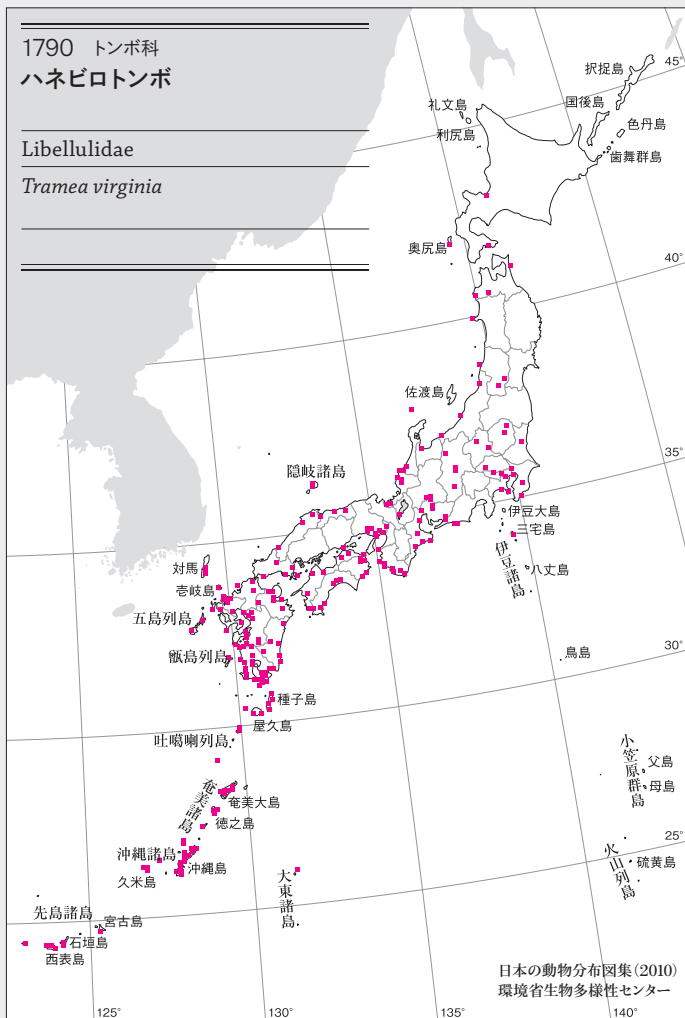 1790 トンボ科
ハネビロトンボ
Libellulidae
Tramea virginia
45°
択捉島
国後島
礼文島
色丹島
利尻島
歯舞群島
奥尻島
40°
佐渡島
35°
隠岐諸島
伊豆大島
三宅島
伊豆諸島
八丈島
対馬
壱岐島
五島列島
甑島列島
鳥島
30°
種子島
屋久島
吐噶喇列島
小笠原群島
父島
母島
奄美諸島
奄美大島
徳之島
25°
沖縄諸島
沖縄島
久米島
大東諸島
火山列島
硫黄島
先島諸島
宮古島
石垣島
西表島
日本の動物分布図集(2010)
環境省生物多様性センター
125°
130°
135°
140°